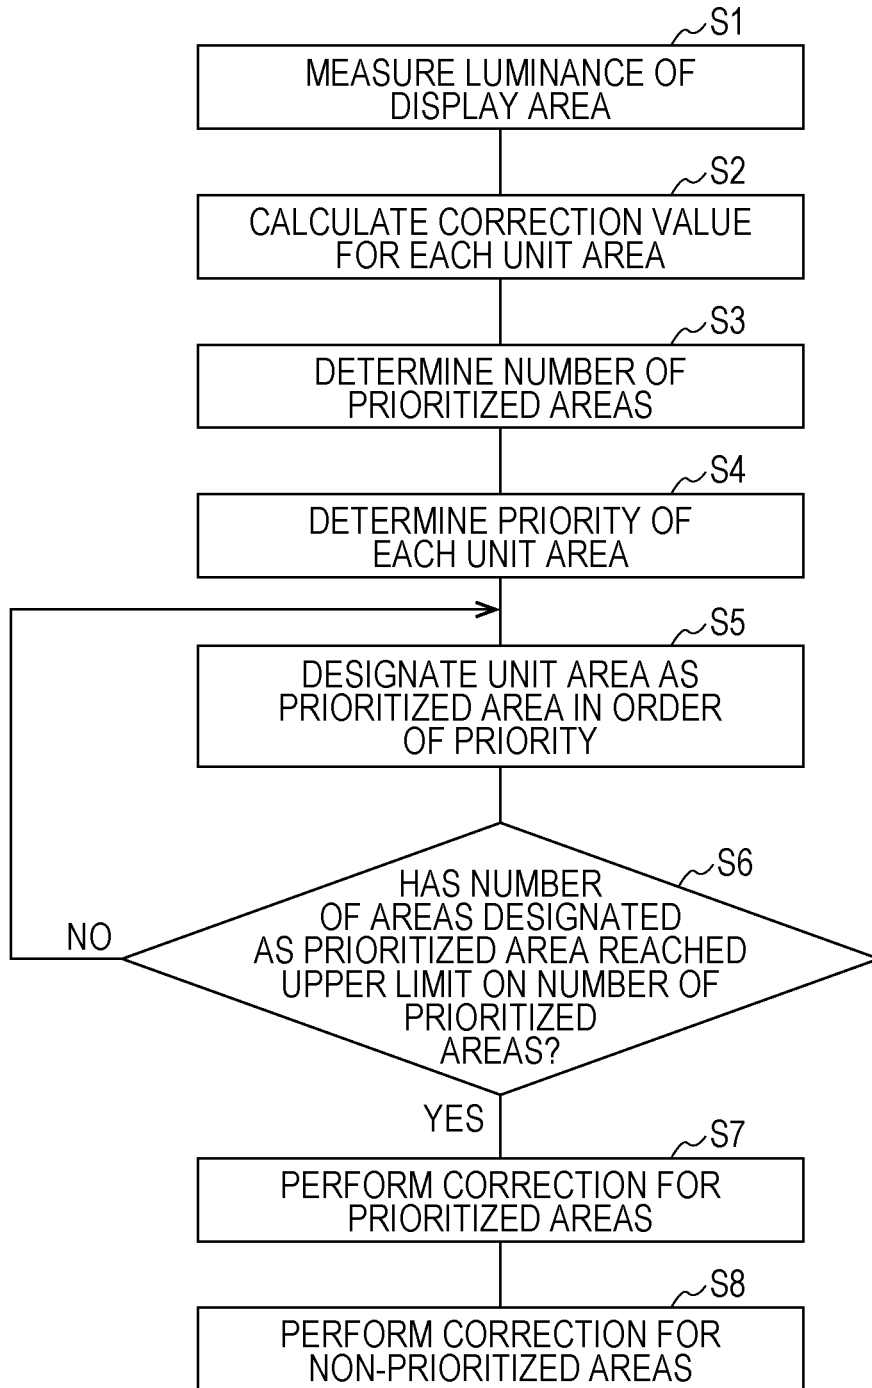 S1
MEASURE LUMINANCE OF
DISPLAY AREA
S2
CALCULATE CORRECTION VALUE
FOR EACH UNIT AREA
S3
DETERMINE NUMBER OF
PRIORITIZED AREAS
S4
DETERMINE PRIORITY OF
EACH UNIT AREA
S5
DESIGNATE UNIT AREA AS
PRIORITIZED AREA IN ORDER
OF PRIORITY
S6
HAS NUMBER
OF AREAS DESIGNATED
AS PRIORITIZED AREA REACHED
UPPER LIMIT ON NUMBER OF
PRIORITIZED
AREAS?
NO
YES
S7
PERFORM CORRECTION FOR
PRIORITIZED AREAS
S8
PERFORM CORRECTION FOR
NON-PRIORITIZED AREAS